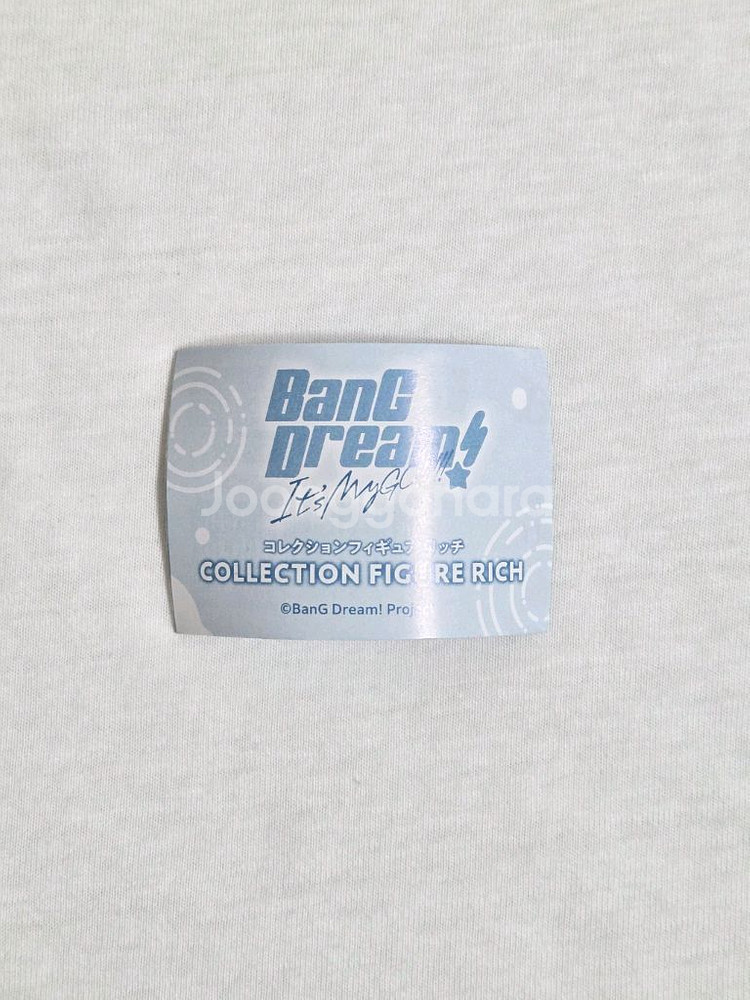 BanG
Dream!
It's MyGO!!!!!
Joonggonara
コレクションフィギュアリッチ
COLLECTION FIGURE RICH
©BanG Dream! Project